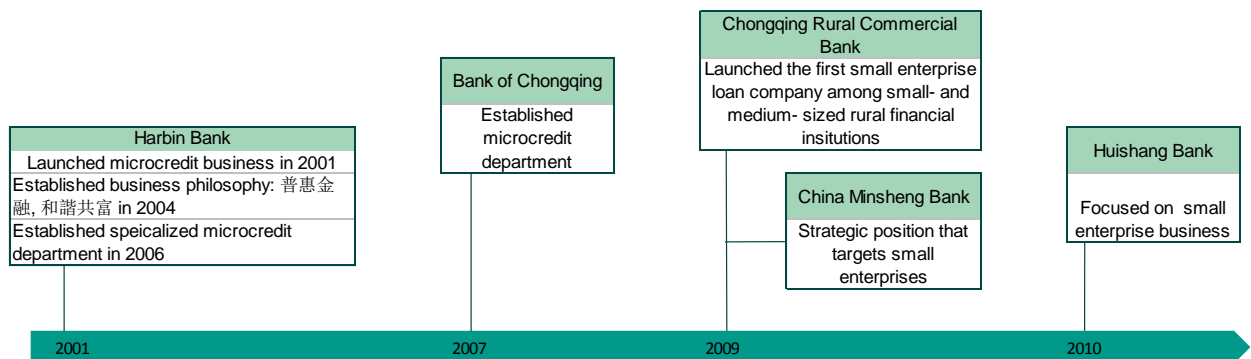 Harbin Bank
Launched microcredit business in 2001
Established business philosophy: 普惠金
融, 和諧共富 in 2004
Established speicalized microcredit
department in 2006
Bank of Chongqing
Established
microcredit
department
Chongqing Rural Commercial
Bank
Launched the first small enterprise
loan company among small- and
medium- sized rural financial
insitutions
China Minsheng Bank
Strategic position that
targets small
enterprises
Huishang Bank
Focused on small
enterprise business
2001
2007
2009
2010